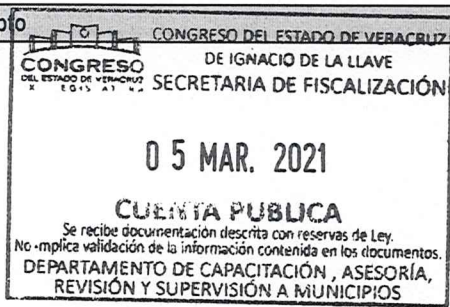 CONGRESO DEL ESTADO DE VERACRUZ
DE IGNACIO DE LA LLAVE
SECRETARIA DE FISCALIZACIÓN
CONGRESO
DEL ESTADO DE VERACRUZ
0 5 MAR. 2021
CUENTA PUBLICA
Se recibe documentación descrita con reservas de Ley.
No implica validación de la información contenida en los documentos.
DEPARTAMENTO DE CAPACITACIÓN , ASESORÍA,
REVISIÓN Y SUPERVISIÓN A MUNICIPIOS